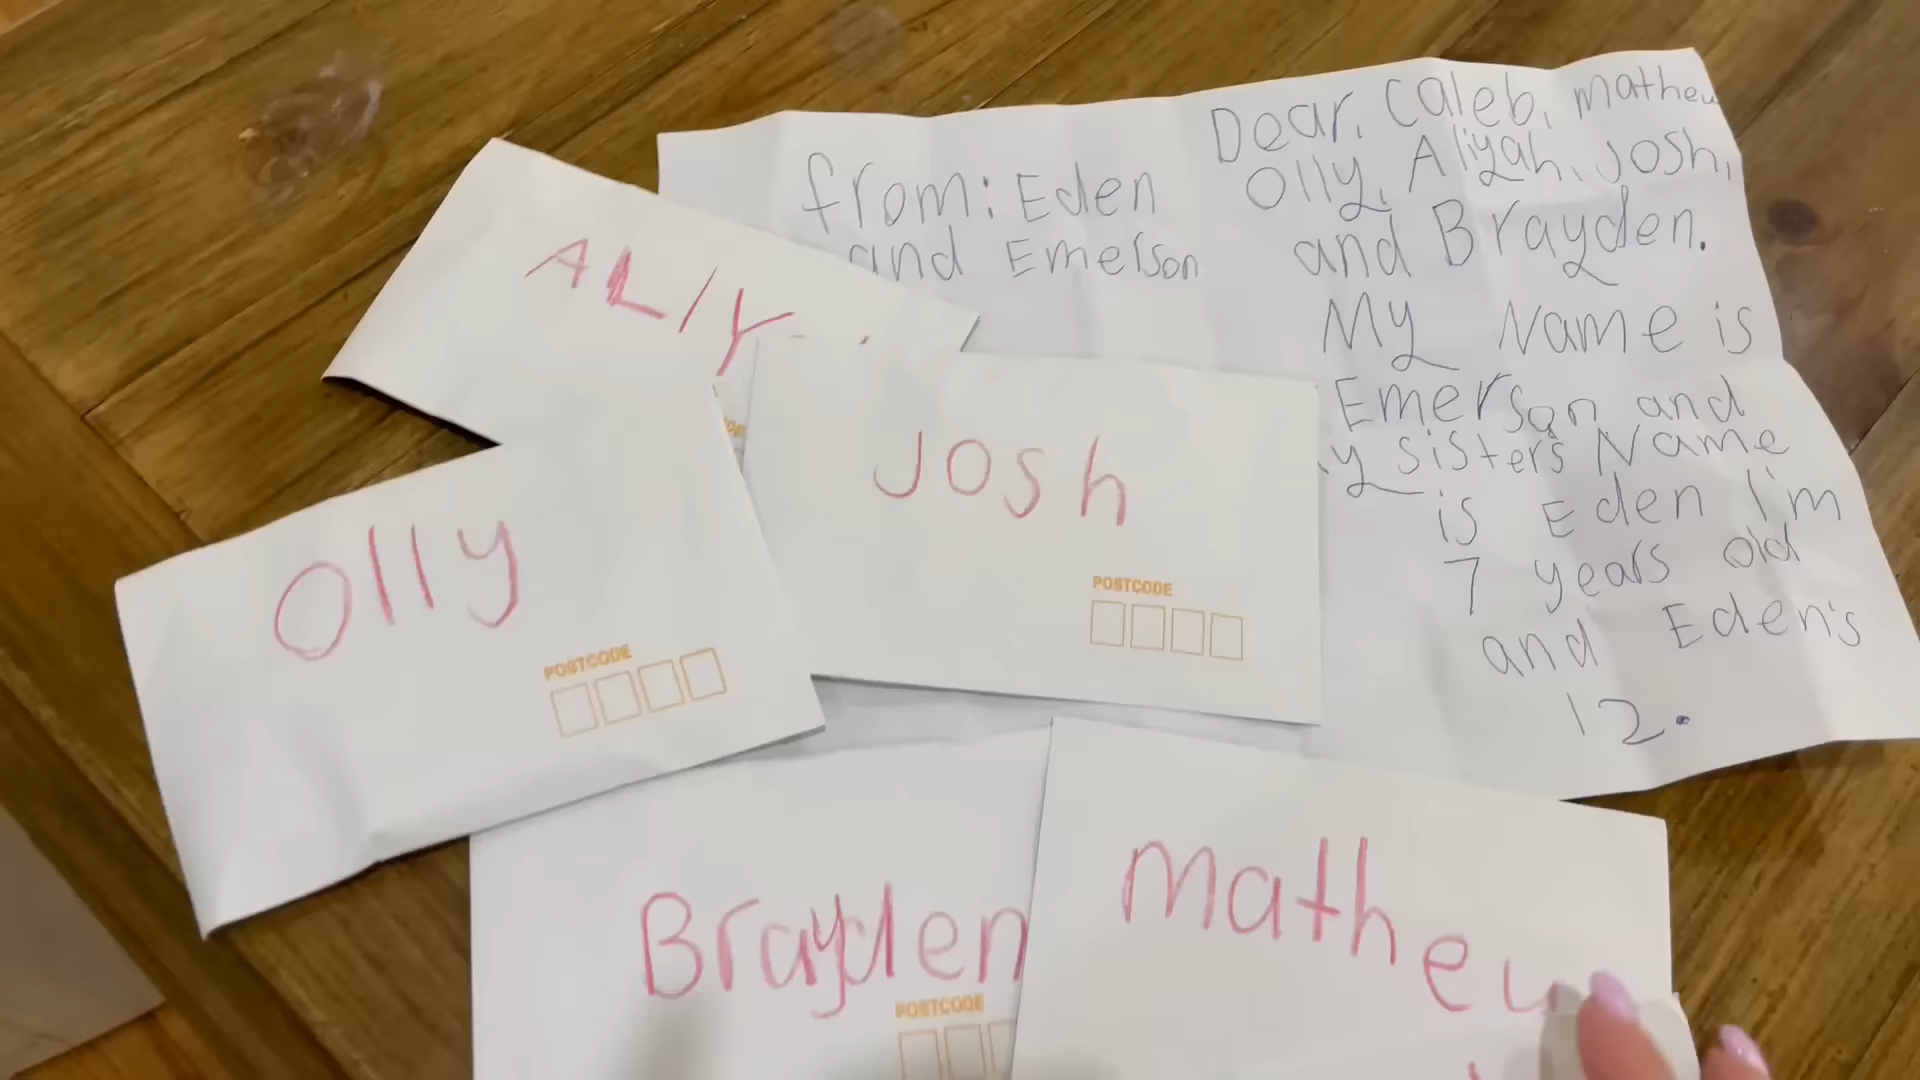 from: Eden
and Emerson
Dear, Caleb, mathew
Olly, Aliyah, Josh,
and Brayden.
My Name is
Emerson and
y sisters Name
is Eden I'm
7 years old
and Eden's
12.
ALiY
Josh
POSTCODE
Olly
POSTCODE
Brayden
POSTCODE
Mathew